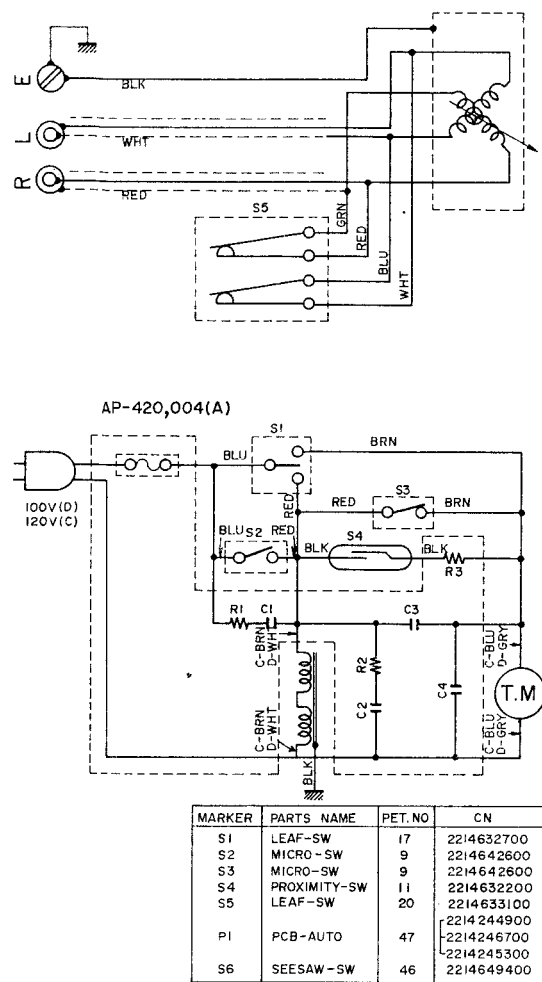 E
BLK
L
WHT
R
RED
S5
GRN
RED
BLU
WHT
AP-420,004(A)
S1
BRN
BLU
100V(D)
120V(C)
RED
RED
S3
BRN
BLU
S2
RED
BLK
S4
BLK
R3
R1
C1
C3
C-BRN
D-WHT
R2
C2
C4
C-BLU
D-GRY
T.M
C-BRN
D-WHT
C-BLU
D-GRY
BLK
MARKER PARTS NAME PET. NO CN
S1 LEAF-SW 17 2214632700
S2 MICRO-SW 9 2214642600
S3 MICRO-SW 9 2214642600
S4 PROXIMITY-SW 11 2214632200
S5 LEAF-SW 20 2214633100
2214244900
P1 PCB-AUTO 47 2214246700
2214245300
S6 SEESAW-SW 46 2214649400